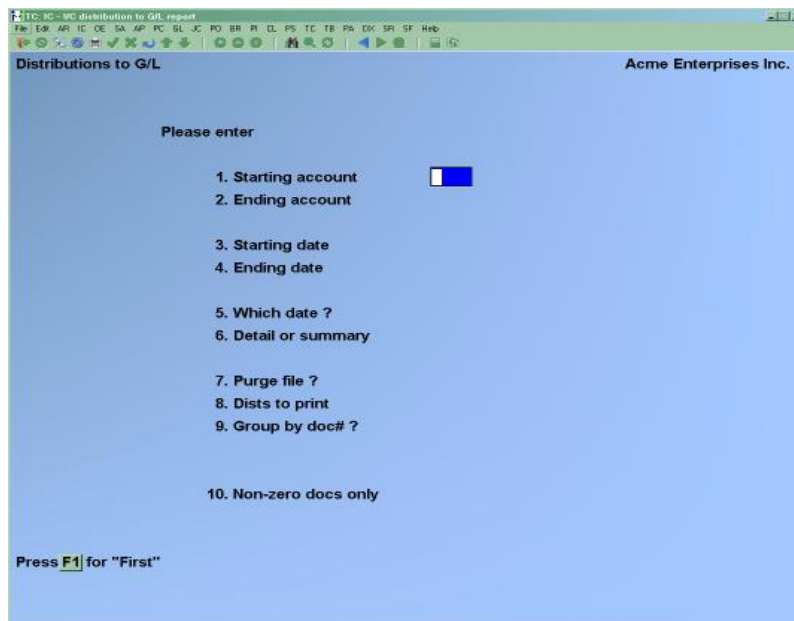 TC: IC - I/C distribution to G/L report
File Edit AR IC OE SA AP PC GL JC PO BR PI CL PS TC TB PA DX SR SF Help
Distributions to G/L
Acme Enterprises Inc.
Please enter
1. Starting account
2. Ending account
3. Starting date
4. Ending date
5. Which date ?
6. Detail or summary
7. Purge file ?
8. Dists to print
9. Group by doc# ?
10. Non-zero docs only
Press F1 for "First"